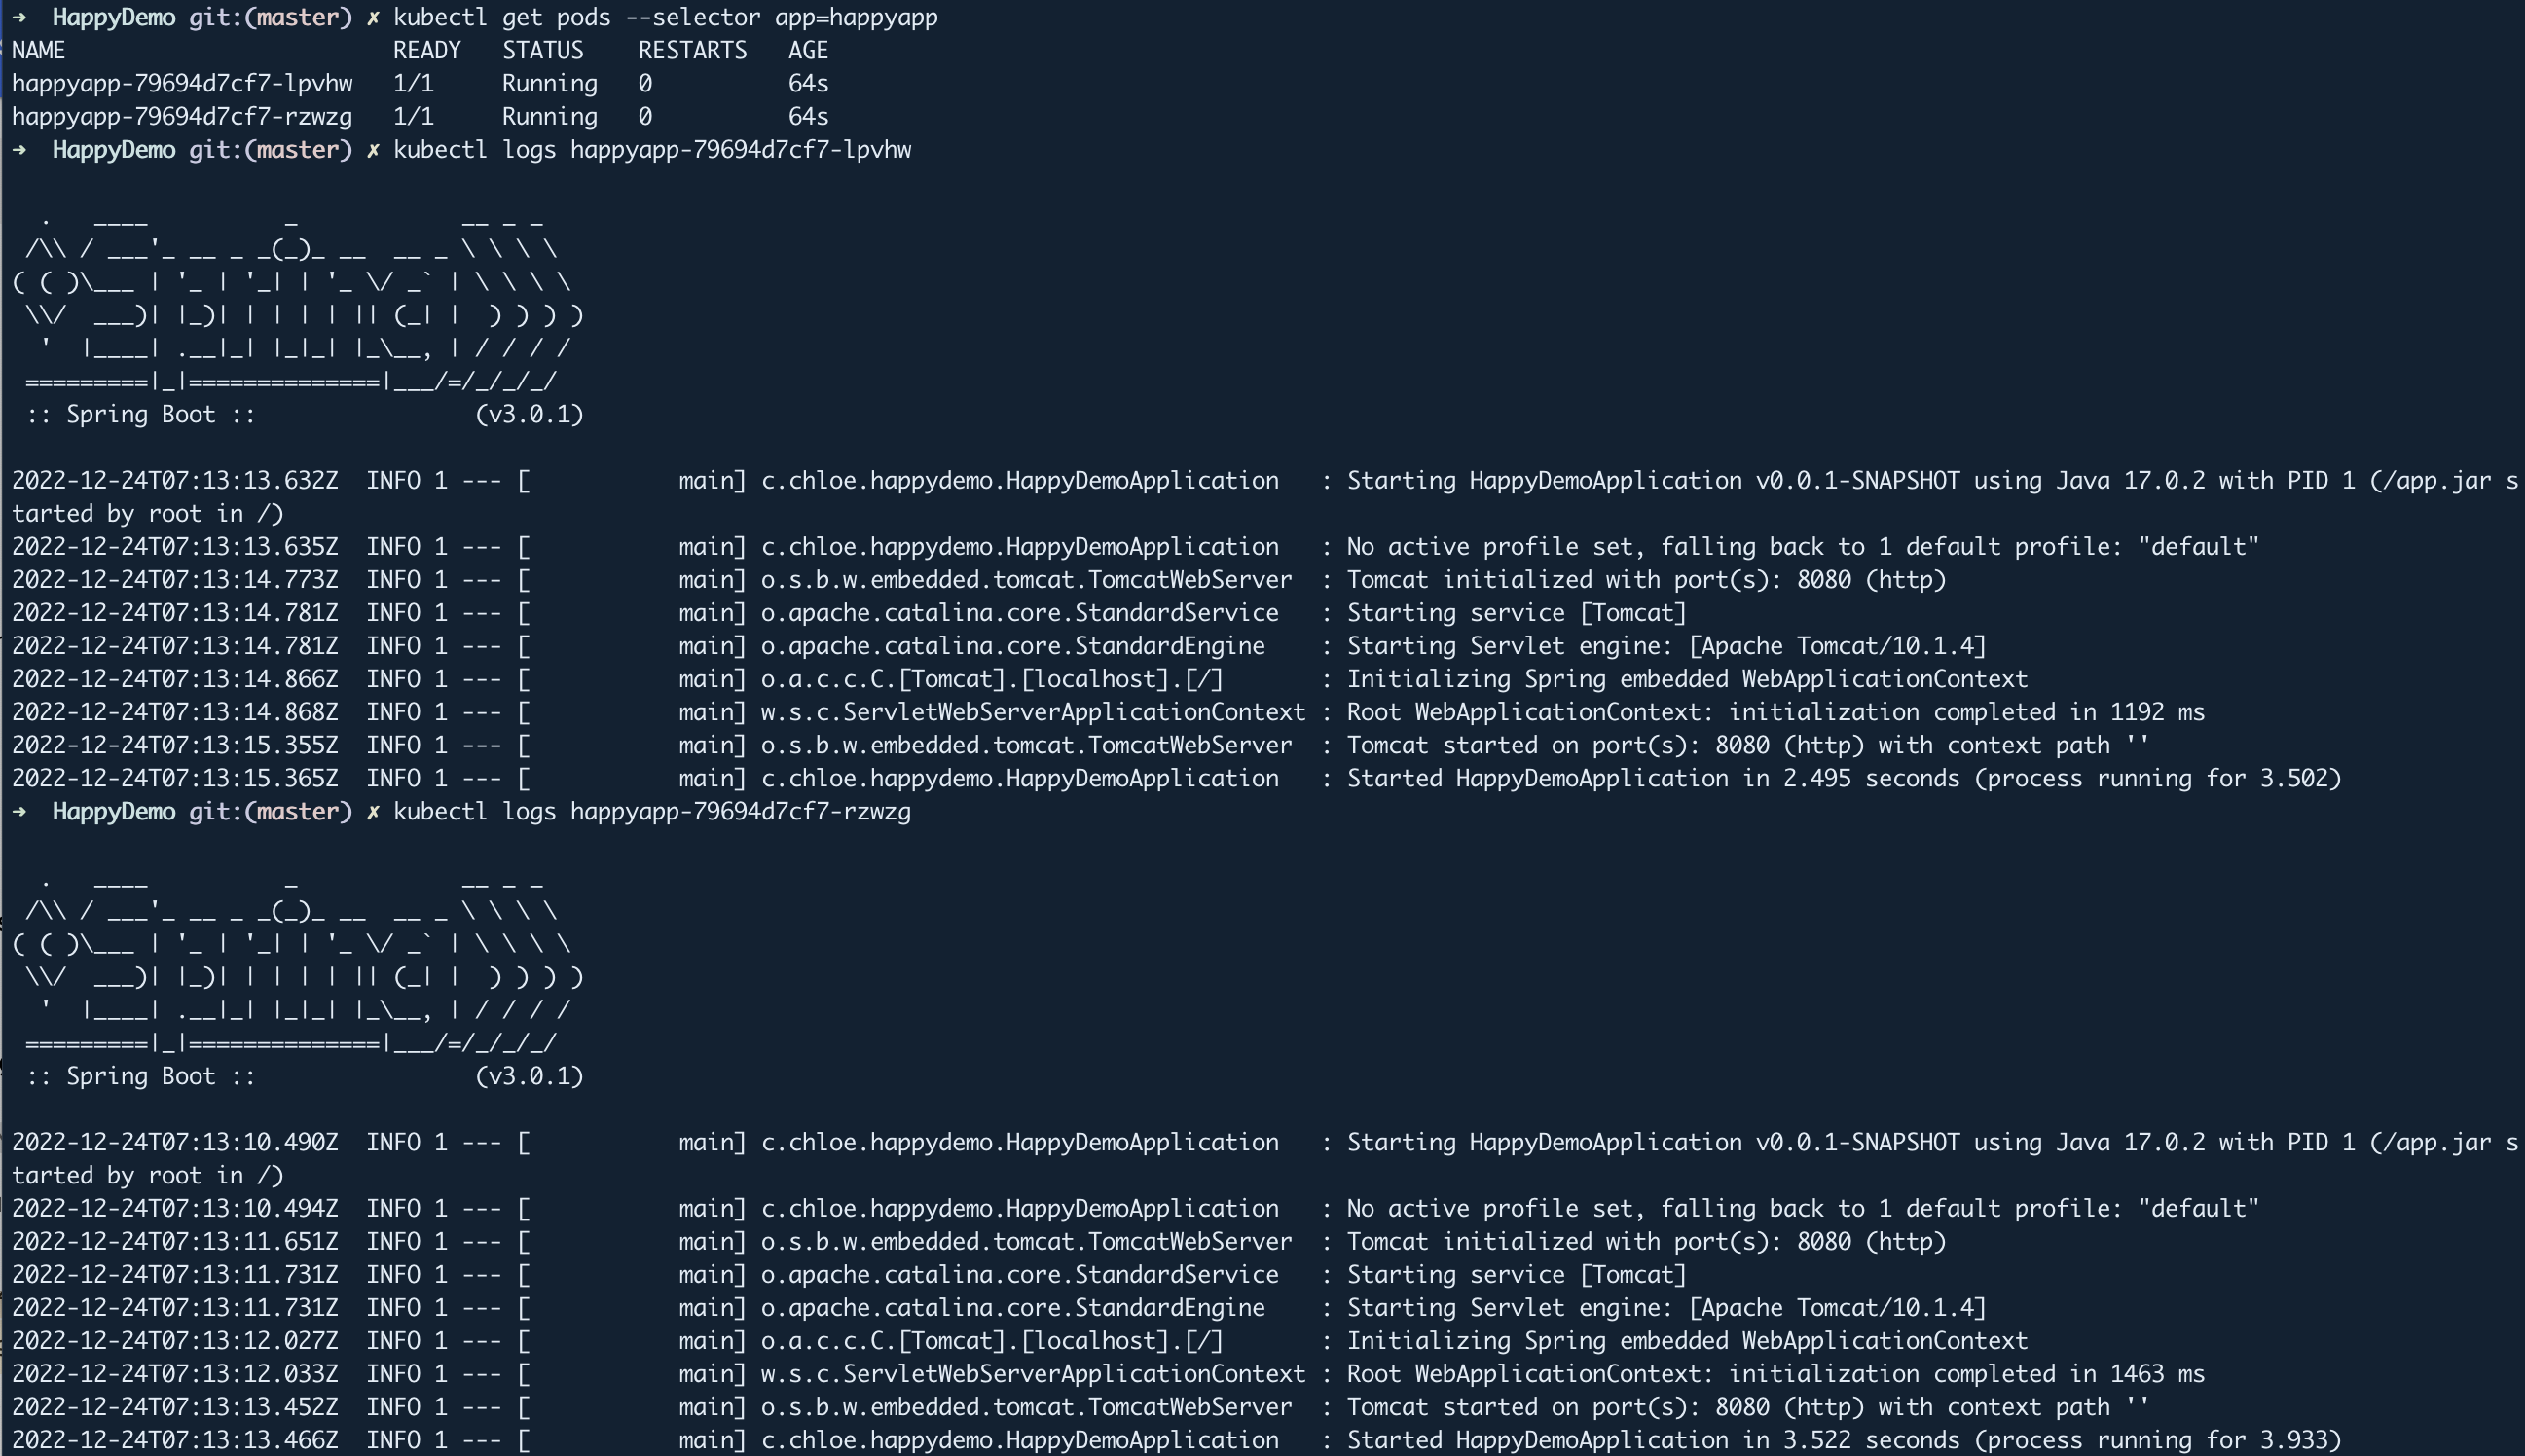 ➜  HappyDemo git:(master) ✗ kubectl get pods --selector app=happyapp
NAME                        READY   STATUS    RESTARTS   AGE
happyapp-79694d7cf7-lpvhw   1/1     Running   0          64s
happyapp-79694d7cf7-rzwzg   1/1     Running   0          64s
➜  HappyDemo git:(master) ✗ kubectl logs happyapp-79694d7cf7-lpvhw

  .   ____          _            __ _ _
 /\\ / ___'_ __ _ _(_)_ __  __ _ \ \ \ \
( ( )\___ | '_ | '_| | '_ \/ _` | \ \ \ \
 \\/  ___)| |_)| | | | | || (_| |  ) ) ) )
  '  |____| .__|_| |_|_| |_\__, | / / / /
 =========|_|==============|___/=/_/_/_/
 :: Spring Boot ::                (v3.0.1)

2022-12-24T07:13:13.632Z  INFO 1 --- [           main] c.chloe.happydemo.HappyDemoApplication   : Starting HappyDemoApplication v0.0.1-SNAPSHOT using Java 17.0.2 with PID 1 (/app.jar s
tarted by root in /)
2022-12-24T07:13:13.635Z  INFO 1 --- [           main] c.chloe.happydemo.HappyDemoApplication   : No active profile set, falling back to 1 default profile: "default"
2022-12-24T07:13:14.773Z  INFO 1 --- [           main] o.s.b.w.embedded.tomcat.TomcatWebServer  : Tomcat initialized with port(s): 8080 (http)
2022-12-24T07:13:14.781Z  INFO 1 --- [           main] o.apache.catalina.core.StandardService   : Starting service [Tomcat]
2022-12-24T07:13:14.781Z  INFO 1 --- [           main] o.apache.catalina.core.StandardEngine    : Starting Servlet engine: [Apache Tomcat/10.1.4]
2022-12-24T07:13:14.866Z  INFO 1 --- [           main] o.a.c.c.C.[Tomcat].[localhost].[/]       : Initializing Spring embedded WebApplicationContext
2022-12-24T07:13:14.868Z  INFO 1 --- [           main] w.s.c.ServletWebServerApplicationContext : Root WebApplicationContext: initialization completed in 1192 ms
2022-12-24T07:13:15.355Z  INFO 1 --- [           main] o.s.b.w.embedded.tomcat.TomcatWebServer  : Tomcat started on port(s): 8080 (http) with context path ''
2022-12-24T07:13:15.365Z  INFO 1 --- [           main] c.chloe.happydemo.HappyDemoApplication   : Started HappyDemoApplication in 2.495 seconds (process running for 3.502)
➜  HappyDemo git:(master) ✗ kubectl logs happyapp-79694d7cf7-rzwzg

  .   ____          _            __ _ _
 /\\ / ___'_ __ _ _(_)_ __  __ _ \ \ \ \
( ( )\___ | '_ | '_| | '_ \/ _` | \ \ \ \
 \\/  ___)| |_)| | | | | || (_| |  ) ) ) )
  '  |____| .__|_| |_|_| |_\__, | / / / /
 =========|_|==============|___/=/_/_/_/
 :: Spring Boot ::                (v3.0.1)

2022-12-24T07:13:10.490Z  INFO 1 --- [           main] c.chloe.happydemo.HappyDemoApplication   : Starting HappyDemoApplication v0.0.1-SNAPSHOT using Java 17.0.2 with PID 1 (/app.jar s
tarted by root in /)
2022-12-24T07:13:10.494Z  INFO 1 --- [           main] c.chloe.happydemo.HappyDemoApplication   : No active profile set, falling back to 1 default profile: "default"
2022-12-24T07:13:11.651Z  INFO 1 --- [           main] o.s.b.w.embedded.tomcat.TomcatWebServer  : Tomcat initialized with port(s): 8080 (http)
2022-12-24T07:13:11.731Z  INFO 1 --- [           main] o.apache.catalina.core.StandardService   : Starting service [Tomcat]
2022-12-24T07:13:11.731Z  INFO 1 --- [           main] o.apache.catalina.core.StandardEngine    : Starting Servlet engine: [Apache Tomcat/10.1.4]
2022-12-24T07:13:12.027Z  INFO 1 --- [           main] o.a.c.c.C.[Tomcat].[localhost].[/]       : Initializing Spring embedded WebApplicationContext
2022-12-24T07:13:12.033Z  INFO 1 --- [           main] w.s.c.ServletWebServerApplicationContext : Root WebApplicationContext: initialization completed in 1463 ms
2022-12-24T07:13:13.452Z  INFO 1 --- [           main] o.s.b.w.embedded.tomcat.TomcatWebServer  : Tomcat started on port(s): 8080 (http) with context path ''
2022-12-24T07:13:13.466Z  INFO 1 --- [           main] c.chloe.happydemo.HappyDemoApplication   : Started HappyDemoApplication in 3.522 seconds (process running for 3.933)